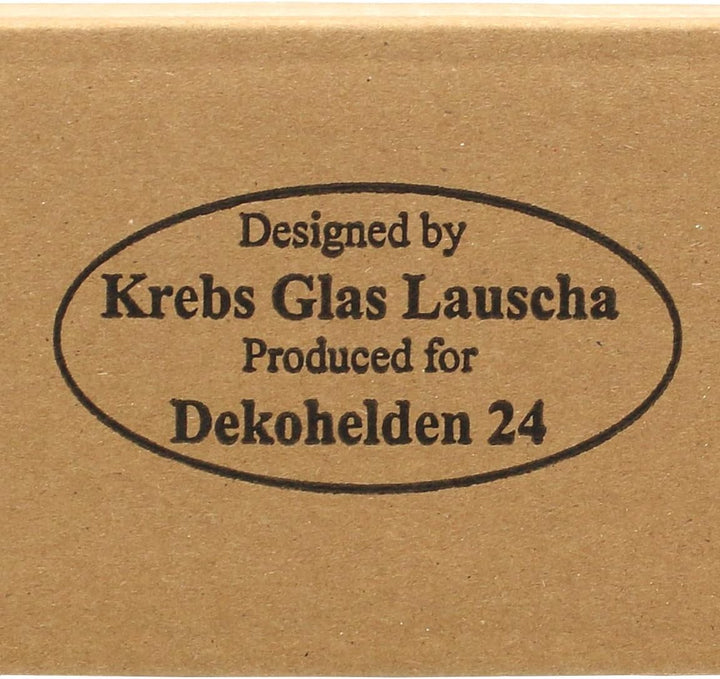 Designed by
Krebs Glas Lauscha
Produced for
Dekohelden 24